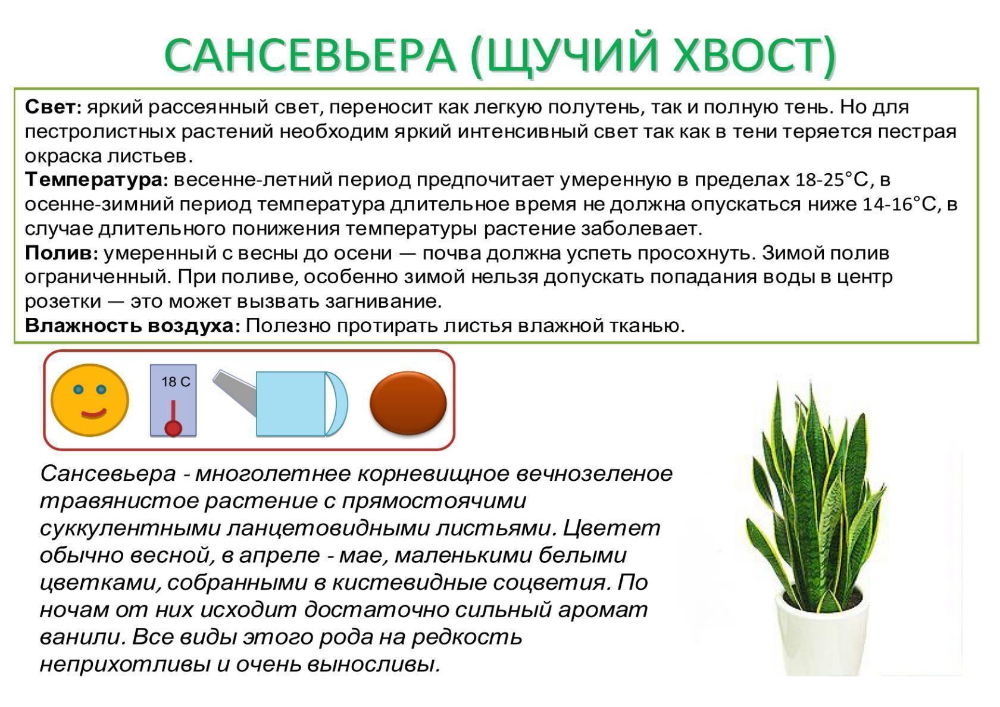 САНСЕВЬЕРА (ЩУЧИЙ ХВОСТ)
Свет: яркий рассеянный свет, переносит как легкую полутень, так и полную тень. Но для
пестролистных растений необходим яркий интенсивный свет так как в тени теряется пестрая
окраска листьев.
Температура: весенне-летний период предпочитает умеренную в пределах 18-25°С, в
осенне-зимний период температура длительное время не должна опускаться ниже 14-16°С, в
случае длительного понижения температуры растение заболевает.
Полив: умеренный с весны до осени — почва должна успеть просохнуть. Зимой полив
ограниченный. При поливе, особенно зимой нельзя допускать попадания воды в центр
розетки — это может вызвать загнивание.
Влажность воздуха: Полезно протирать листья влажной тканью.
18 С
Сансевьера - многолетнее корневищное вечнозеленое
травянистое растение с прямостоячими
суккулентными ланцетовидными листьями. Цветет
обычно весной, в апреле - мае, маленькими белыми
цветками, собранными в кистевидные соцветия. По
ночам от них исходит достаточно сильный аромат
ванили. Все виды этого рода на редкость
неприхотливы и очень выносливы.